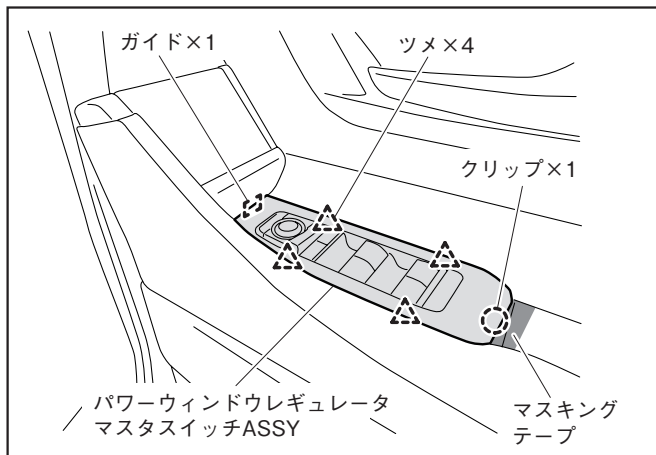 ガイド×1
ツメ×4
クリップ×1
パワーウィンドウレギュレータ
マスタスイッチASSY
マスキング
テープ